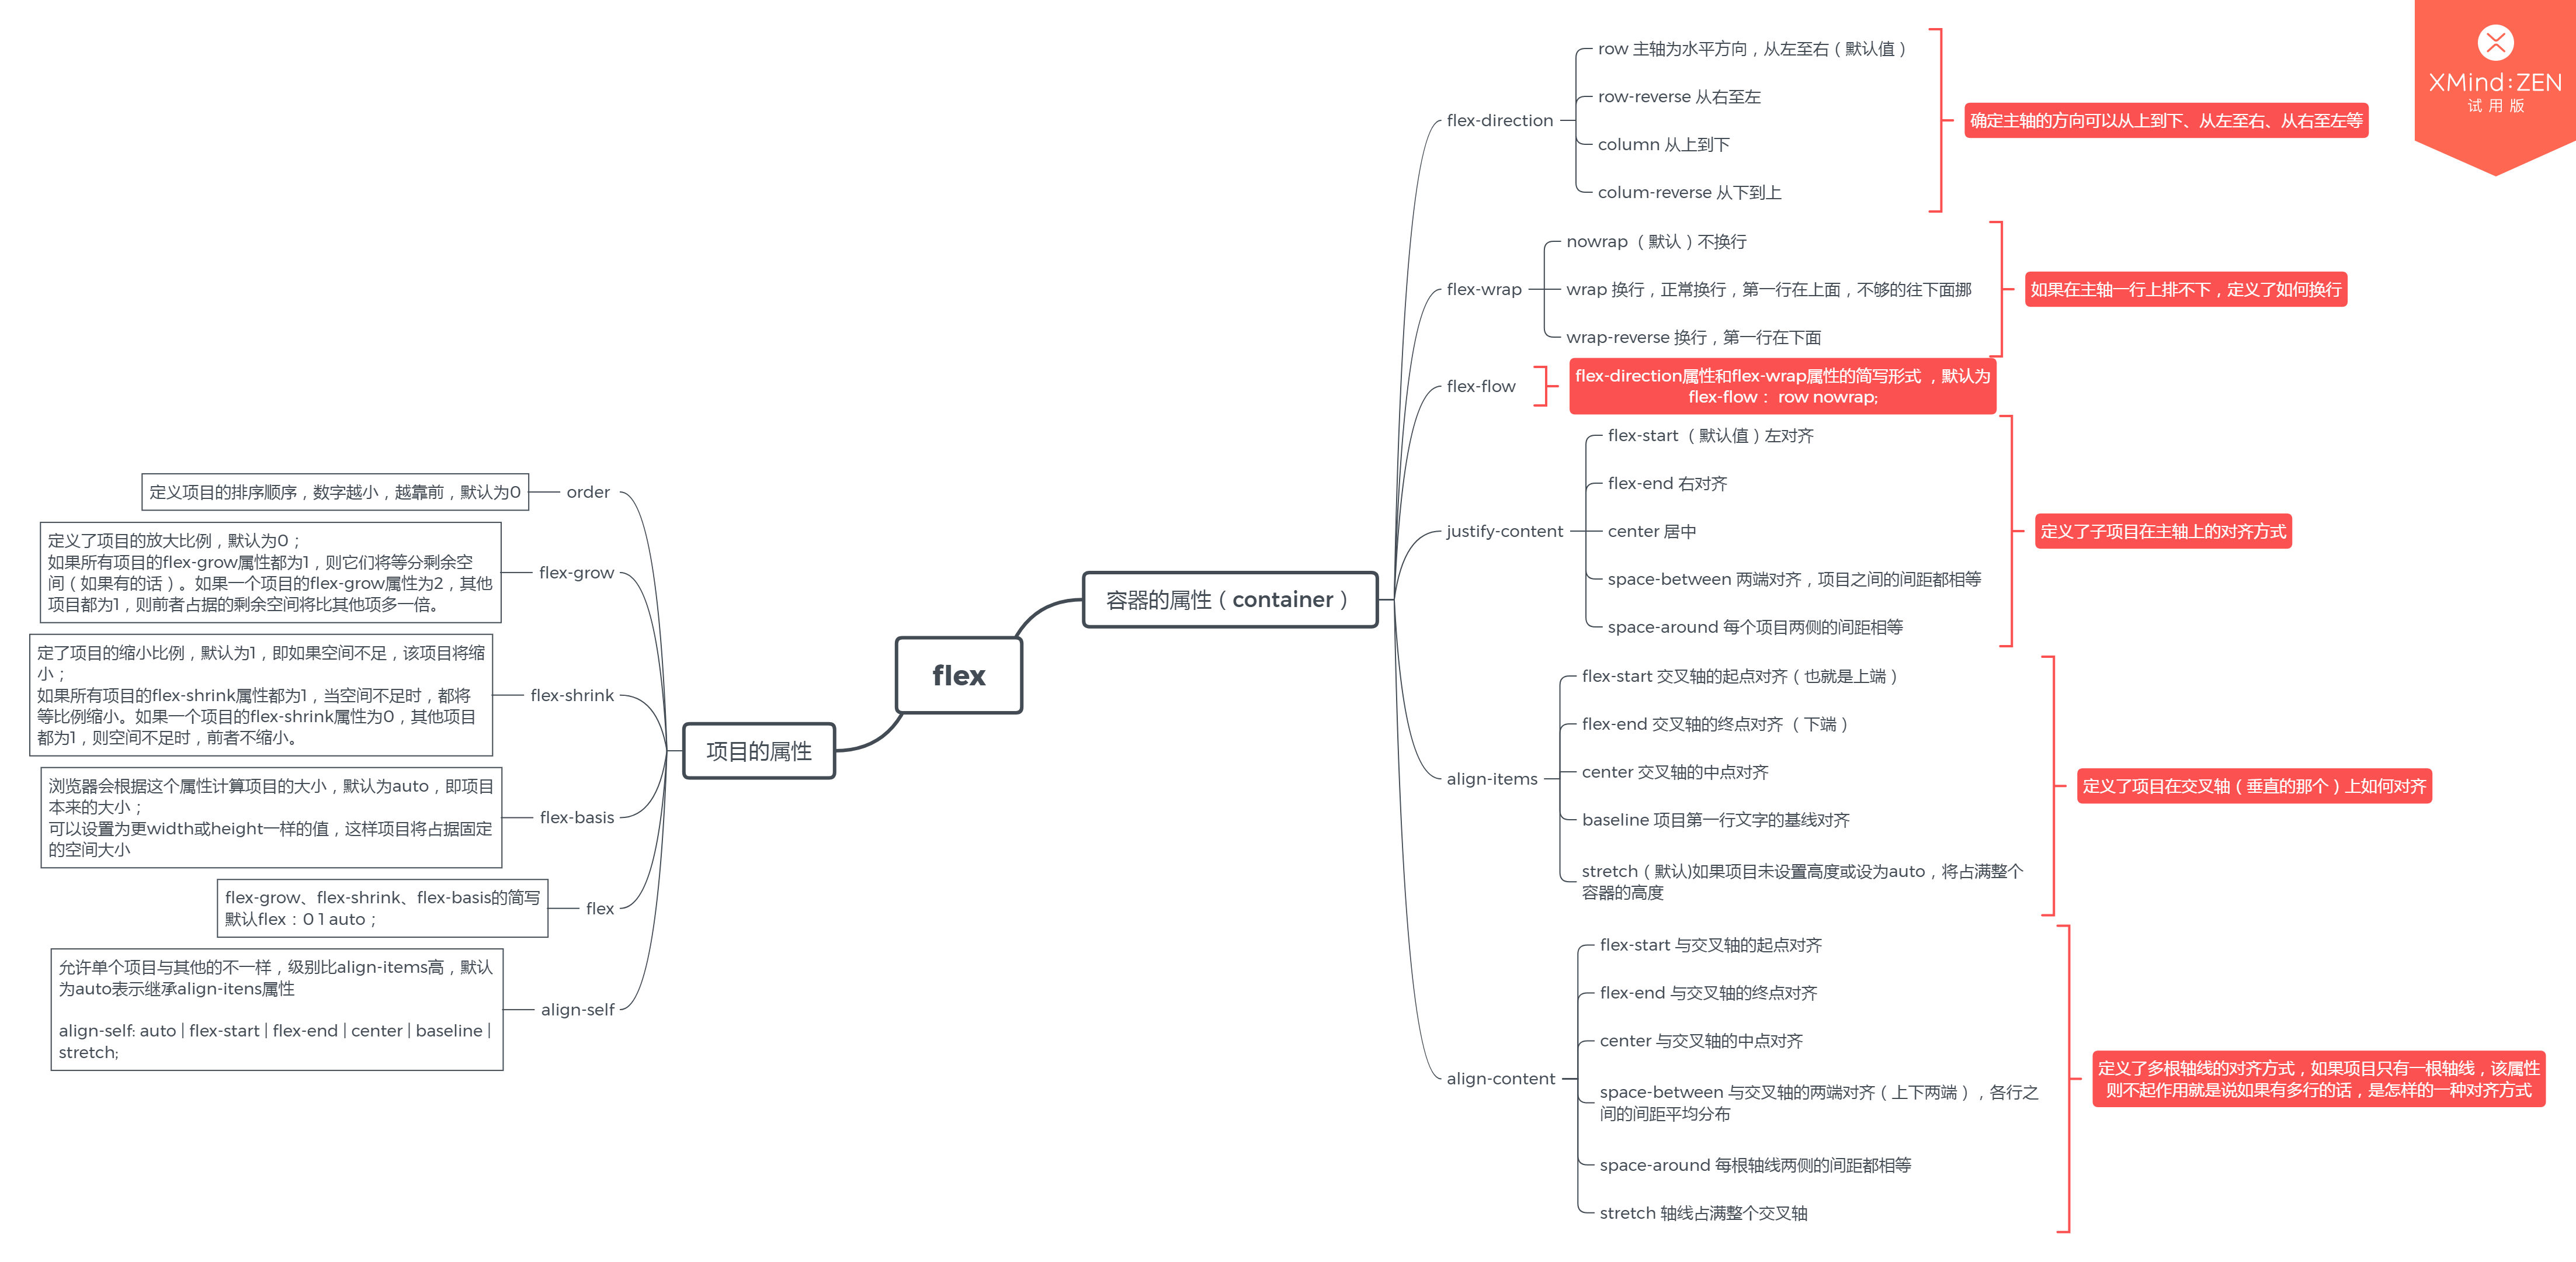 XMind:ZEN
试用版
flex
容器的属性（container）
flex-direction
row 主轴为水平方向，从左至右（默认值）
row-reverse 从右至左
column 从上到下
colum-reverse 从下到上
确定主轴的方向可以从上到下、从左至右、从右至左等
flex-wrap
nowrap （默认）不换行
wrap 换行，正常换行，第一行在上面，不够的往下面挪
wrap-reverse 换行，第一行在下面
如果在主轴一行上排不下，定义了如何换行
flex-flow
flex-direction属性和flex-wrap属性的简写形式 ，默认为
flex-flow： row nowrap;
justify-content
flex-start （默认值）左对齐
flex-end 右对齐
center 居中
space-between 两端对齐，项目之间的间距都相等
space-around 每个项目两侧的间距相等
定义了子项目在主轴上的对齐方式
align-items
flex-start 交叉轴的起点对齐（也就是上端）
flex-end 交叉轴的终点对齐 （下端）
center 交叉轴的中点对齐
baseline 项目第一行文字的基线对齐
stretch（默认)如果项目未设置高度或设为auto，将占满整个
容器的高度
定义了项目在交叉轴（垂直的那个）上如何对齐
align-content
flex-start 与交叉轴的起点对齐
flex-end 与交叉轴的终点对齐
center 与交叉轴的中点对齐
space-between 与交叉轴的两端对齐（上下两端），各行之
间的间距平均分布
space-around 每根轴线两侧的间距都相等
stretch 轴线占满整个交叉轴
定义了多根轴线的对齐方式，如果项目只有一根轴线，该属性
则不起作用就是说如果有多行的话，是怎样的一种对齐方式
项目的属性
order
定义项目的排序顺序，数字越小，越靠前，默认为0
flex-grow
定义了项目的放大比例，默认为0；
如果所有项目的flex-grow属性都为1，则它们将等分剩余空
间（如果有的话）。如果一个项目的flex-grow属性为2，其他
项目都为1，则前者占据的剩余空间将比其他项多一倍。
flex-shrink
定了项目的缩小比例，默认为1，即如果空间不足，该项目将缩
小；
如果所有项目的flex-shrink属性都为1，当空间不足时，都将
等比例缩小。如果一个项目的flex-shrink属性为0，其他项目
都为1，则空间不足时，前者不缩小。
flex-basis
浏览器会根据这个属性计算项目的大小，默认为auto，即项目
本来的大小；
可以设置为更width或height一样的值，这样项目将占据固定
的空间大小
flex
flex-grow、flex-shrink、flex-basis的简写
默认flex：0 1 auto；
align-self
允许单个项目与其他的不一样，级别比align-items高，默认
为auto表示继承align-itens属性
align-self: auto | flex-start | flex-end | center | baseline |
stretch;